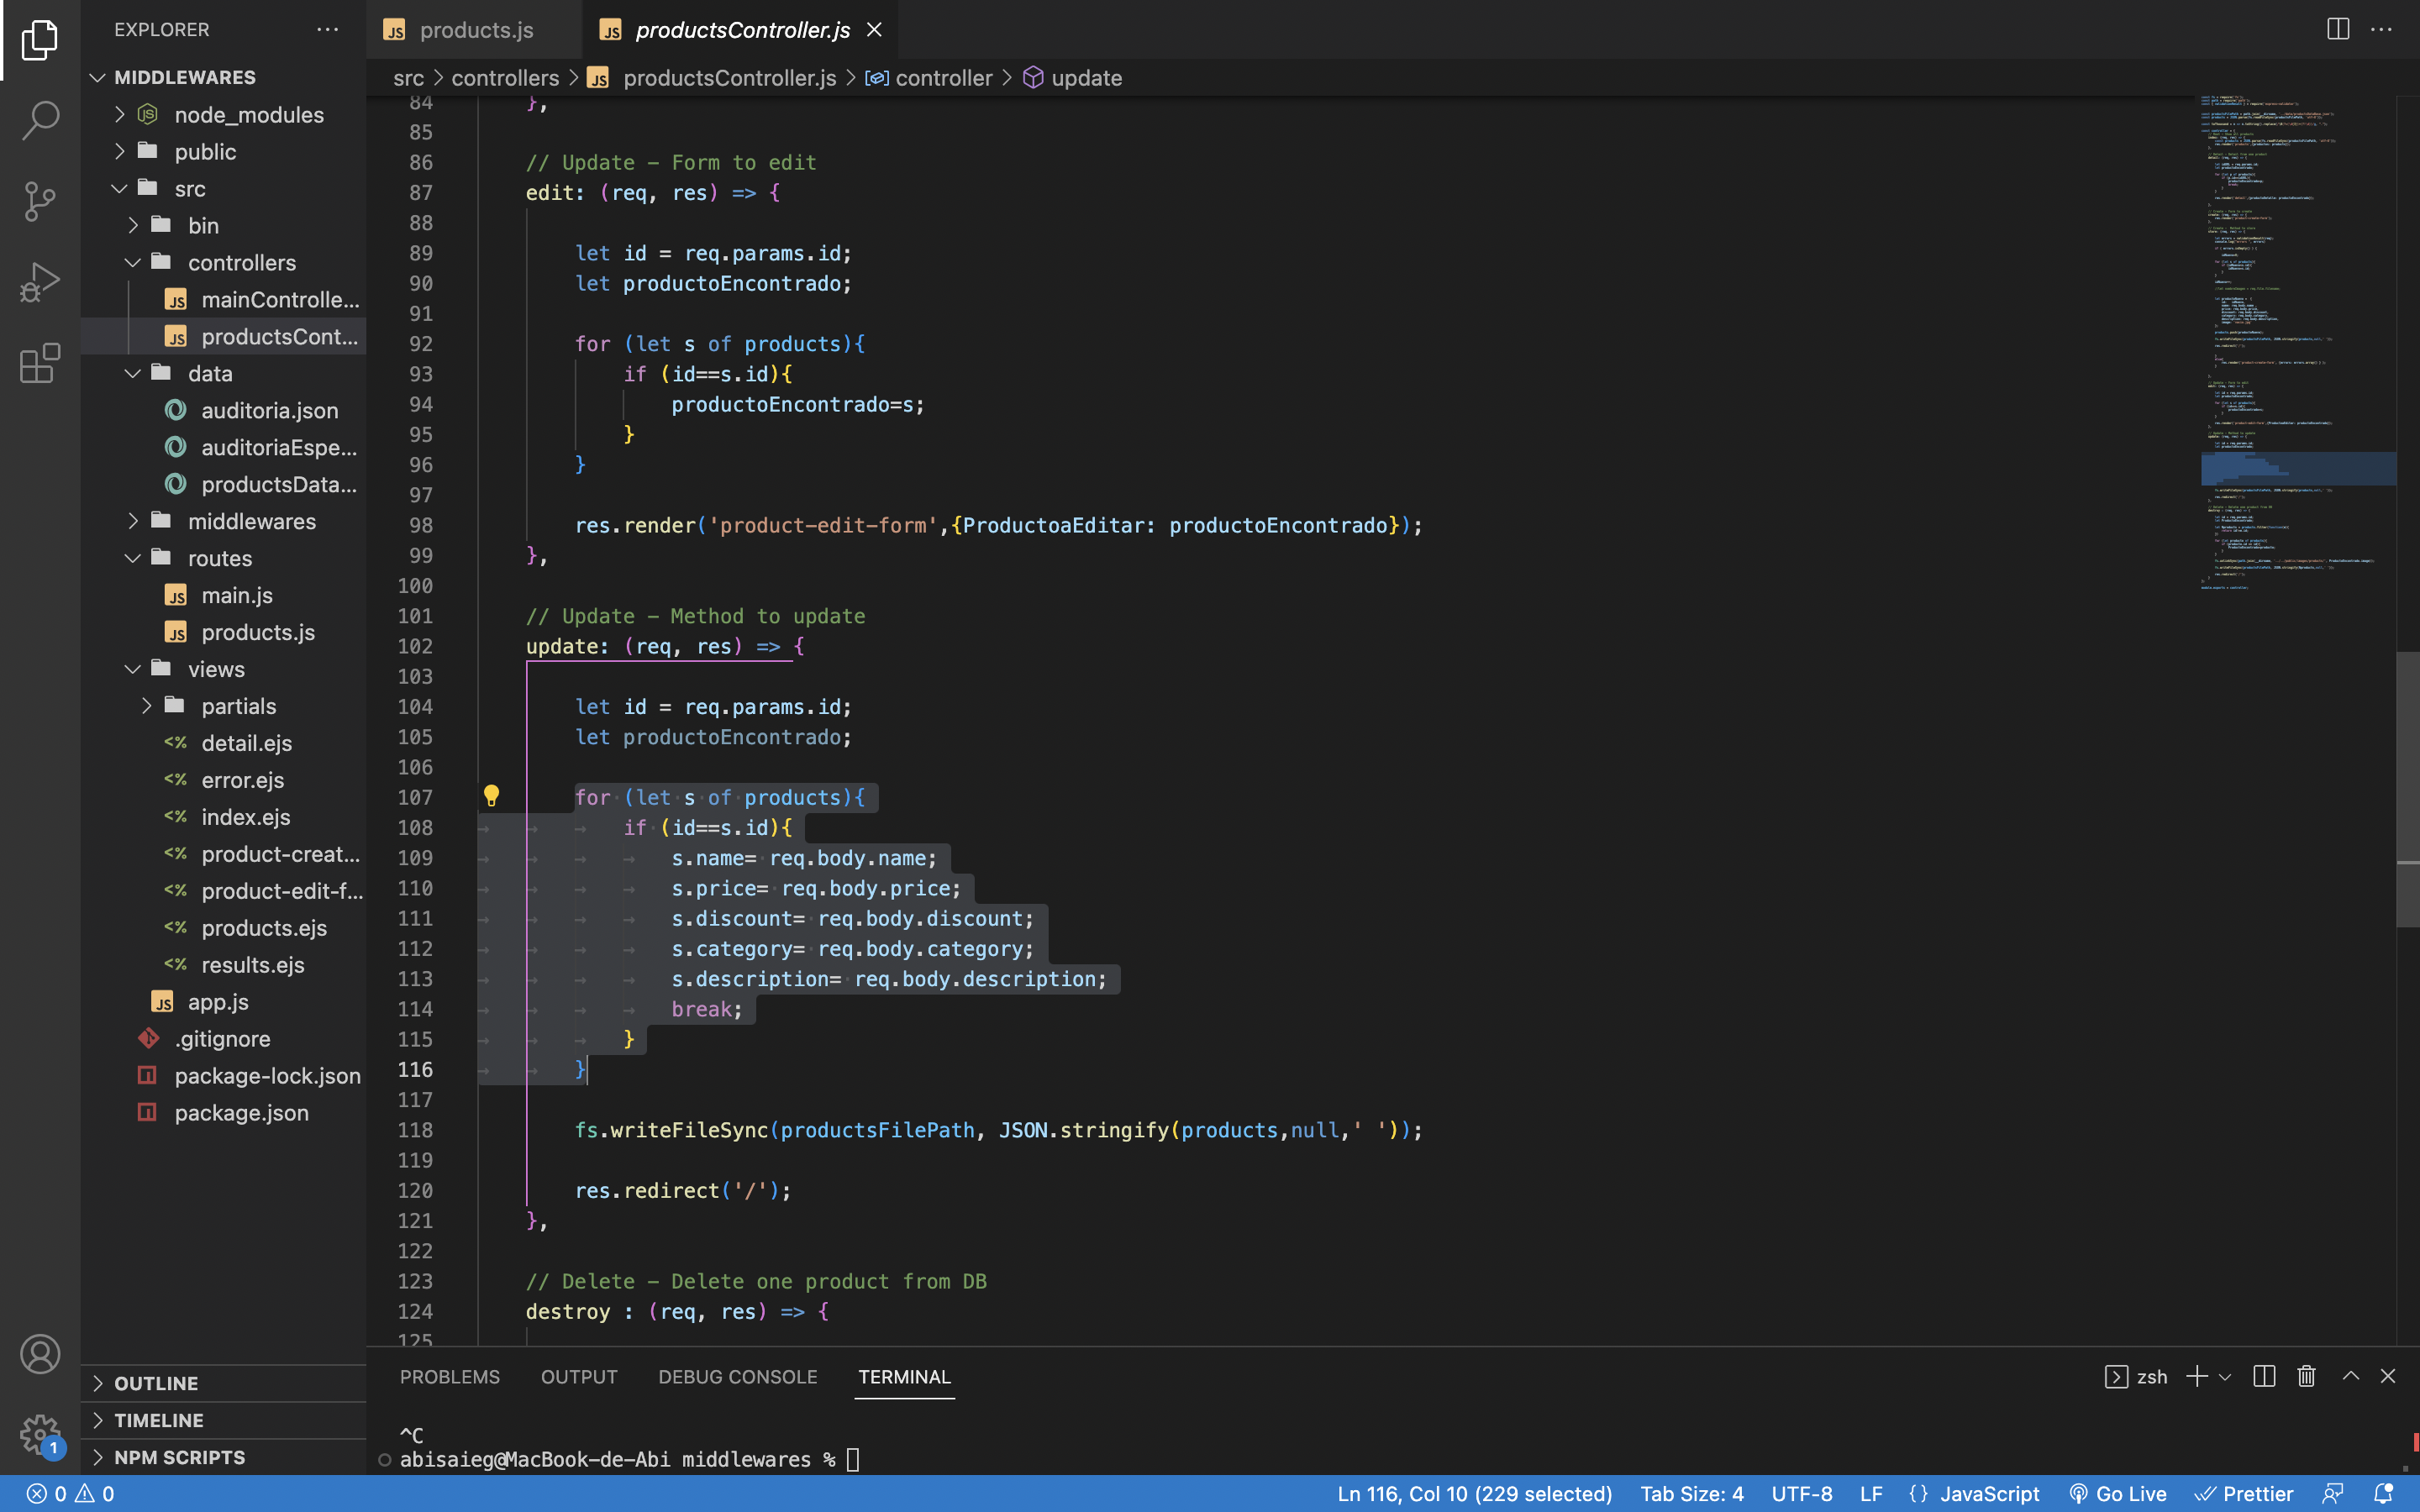 EXPLORER
MIDDLEWARES
node_modules
public
src
bin
controllers
mainControlle...
productsCont...
data
auditoria.json
auditoriaEspe...
productsData...
middlewares
routes
main.js
products.js
views
partials
detail.ejs
error.ejs
index.ejs
product-creat...
product-edit-f...
products.ejs
results.ejs
app.js
.gitignore
package-lock.json
package.json
OUTLINE
TIMELINE
NPM SCRIPTS
1
JS products.js
JS productsController.js
src > controllers > JS productsController.js > controller > update
84 },
85
86 // Update – Form to edit
87 edit: (req, res) => {
88
89 let id = req.params.id;
90 let productoEncontrado;
91
92 for (let s of products){
93 if (id==s.id){
94 productoEncontrado=s;
95 }
96 }
97
98 res.render('product-edit-form',{ProductoaEditar: productoEncontrado});
99 },
100
101 // Update – Method to update
102 update: (req, res) => {
103
104 let id = req.params.id;
105 let productoEncontrado;
106
107 for (let s of products){
108 if (id==s.id){
109 s.name= req.body.name;
110 s.price= req.body.price;
111 s.discount= req.body.discount;
112 s.category= req.body.category;
113 s.description= req.body.description;
114 break;
115 }
116 }
117
118 fs.writeFileSync(productsFilePath, JSON.stringify(products,null,' '));
119
120 res.redirect('/');
121 },
122
123 // Delete – Delete one product from DB
124 destroy : (req, res) => {
125
PROBLEMS OUTPUT DEBUG CONSOLE TERMINAL
zsh
^C
abisaieg@MacBook-de-Abi middlewares %
0 0
Ln 116, Col 10 (229 selected) Tab Size: 4 UTF-8 LF {} JavaScript Go Live Prettier